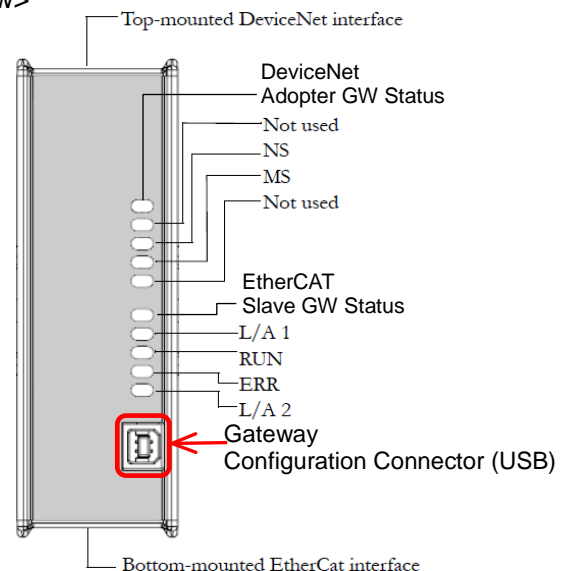 w>
Top-mounted DeviceNet interface
DeviceNet
Adopter GW Status
Not used
NS
MS
Not used
EtherCAT
Slave GW Status
L/A 1
RUN
ERR
L/A 2
Gateway
Configuration Connector (USB)
Bottom-mounted EtherCat interface